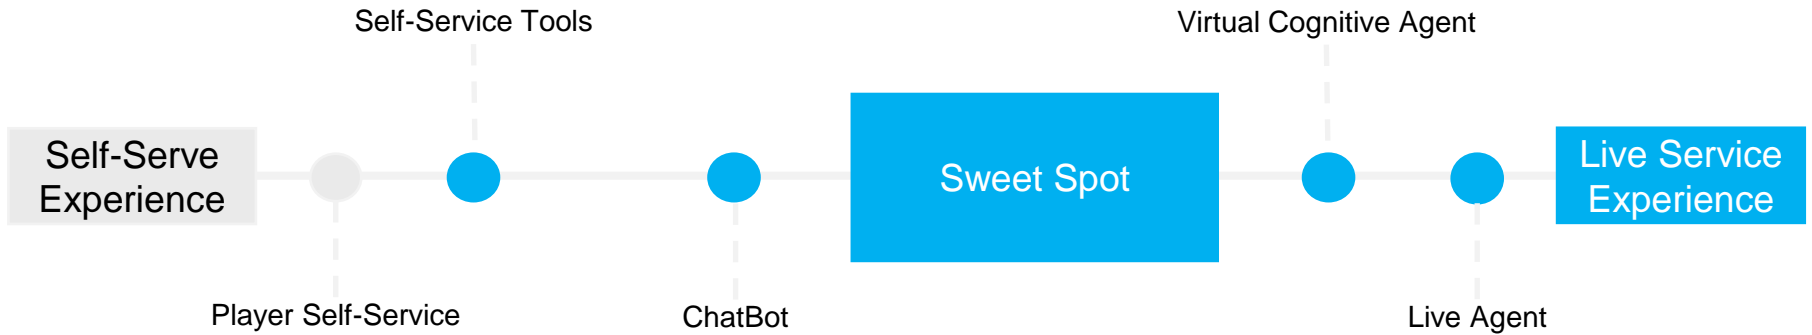 Self-Service Tools
Virtual Cognitive Agent
Self-Serve
Experience
Sweet Spot
Live Service
Experience
Player Self-Service
ChatBot
Live Agent